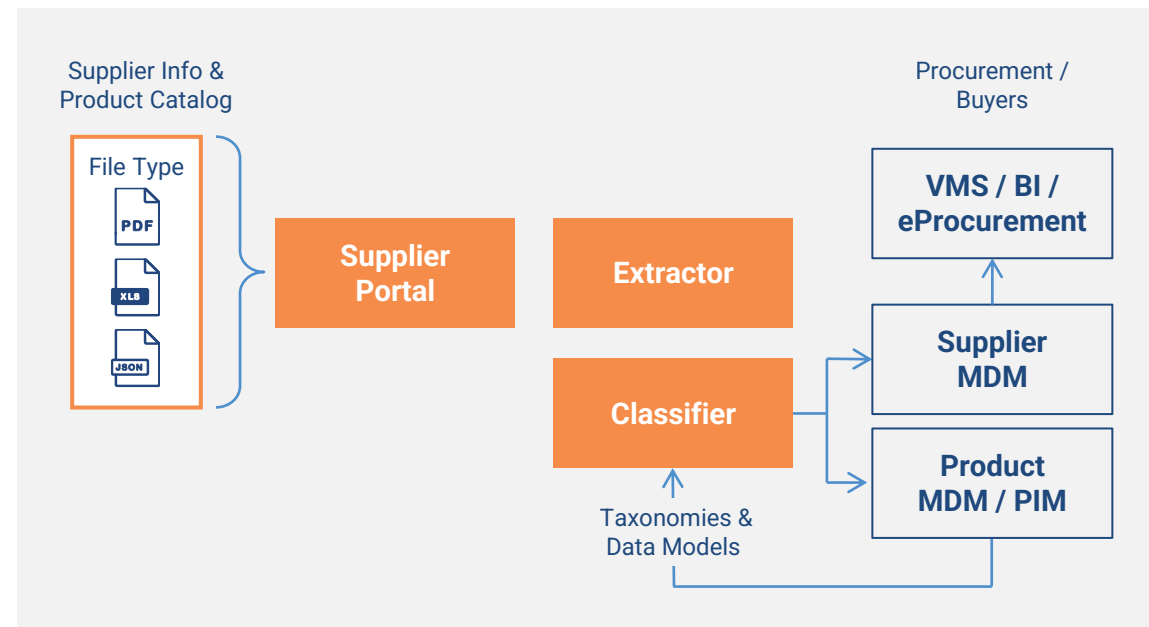 Supplier Info &
Product Catalog
File Type
PDF
XLS
JSON
Supplier
Portal
Extractor
Classifier
Taxonomies &
Data Models
Procurement /
Buyers
VMS / BI /
eProcurement
Supplier
MDM
Product
MDM / PIM